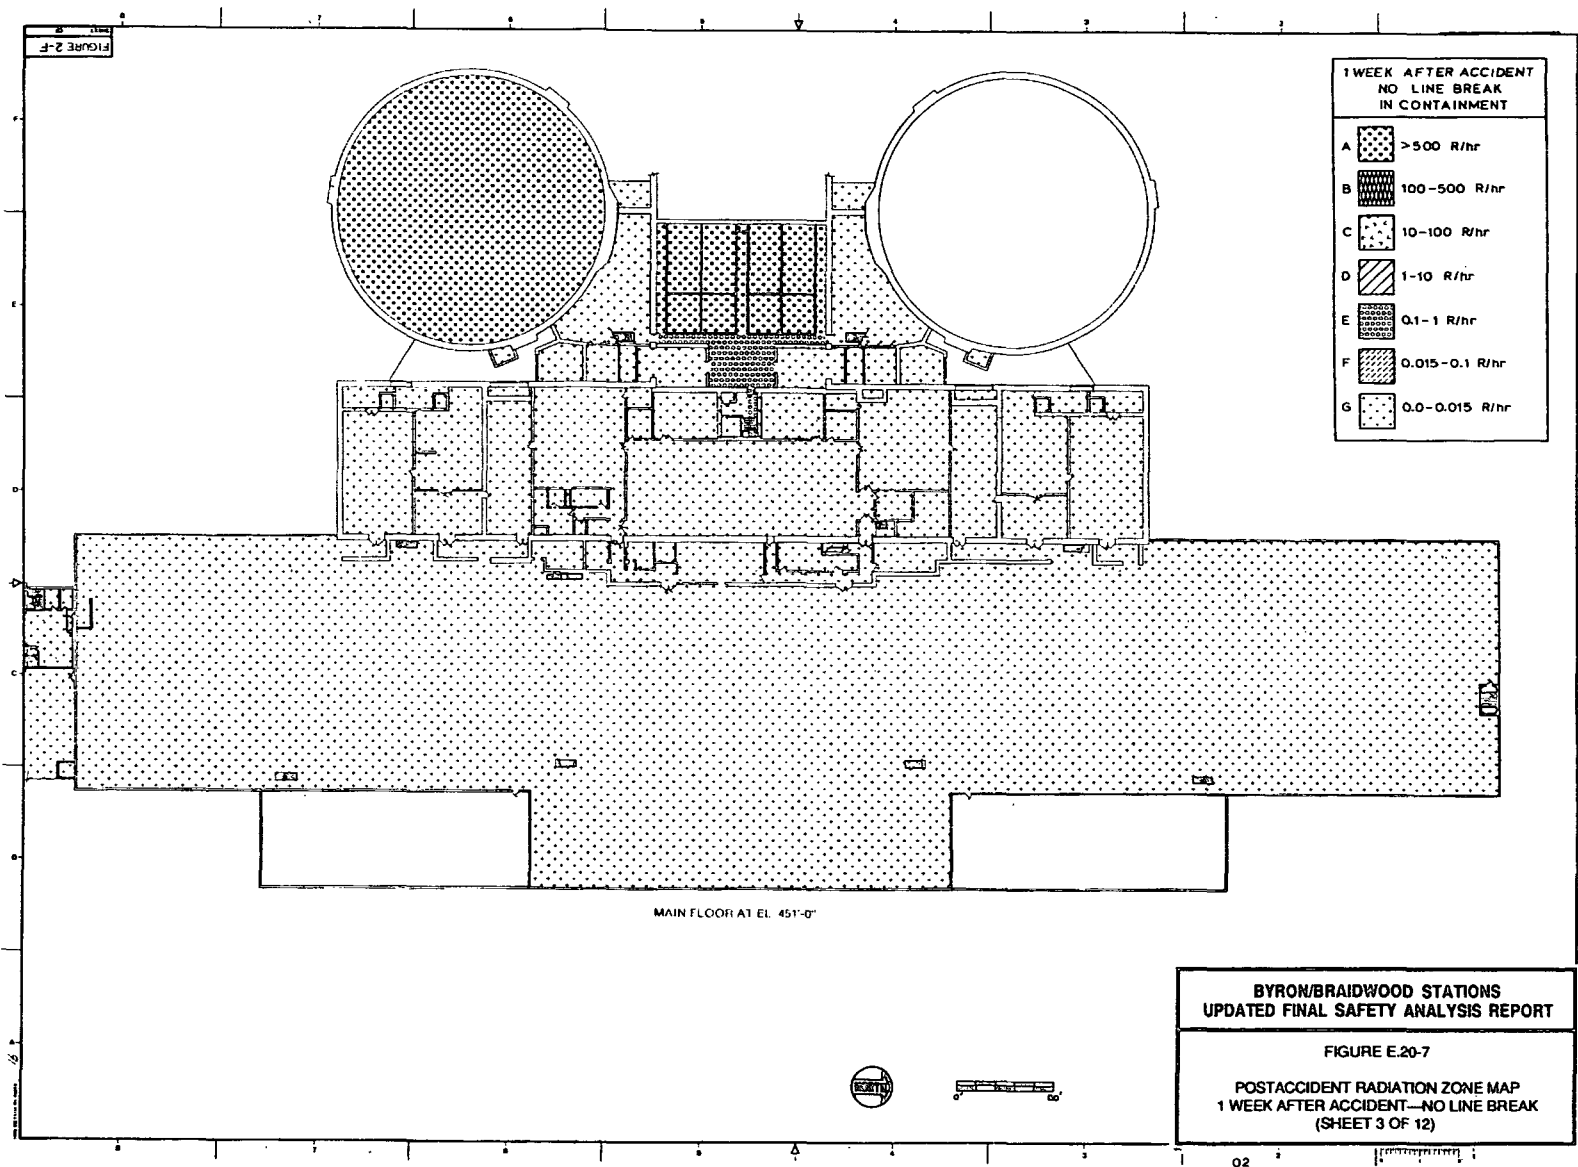 FIGURE 2-F
1 WEEK AFTER ACCIDENT
NO LINE BREAK
IN CONTAINMENT
A >500 R/hr
B 100-500 R/hr
C 10-100 R/hr
D 1-10 R/hr
E 0.1-1 R/hr
F 0.015-0.1 R/hr
G 0.0-0.015 R/hr
MAIN FLOOR AT EL. 451'-0"
NORTH
BYRON/BRAIDWOOD STATIONS
UPDATED FINAL SAFETY ANALYSIS REPORT
FIGURE E.20-7
POSTACCIDENT RADIATION ZONE MAP
1 WEEK AFTER ACCIDENT—NO LINE BREAK
(SHEET 3 OF 12)
02